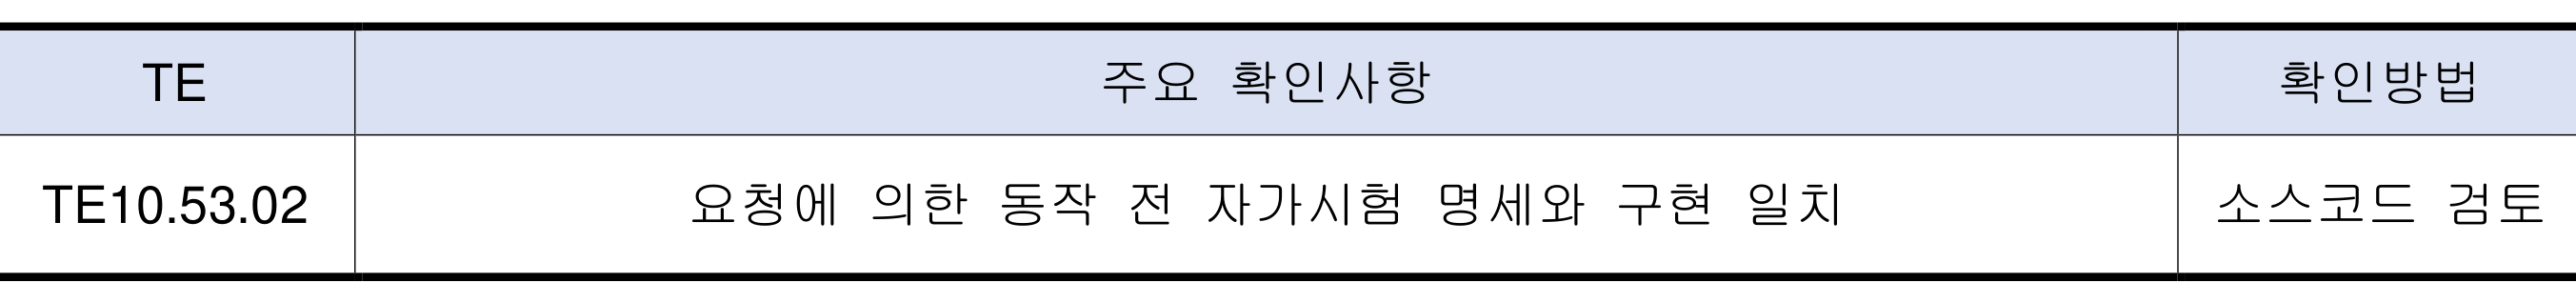 TE 주요 확인사항 확인방법
TE10.53.02 요청에 의한 동작 전 자가시험 명세와 구현 일치 소스코드 검토